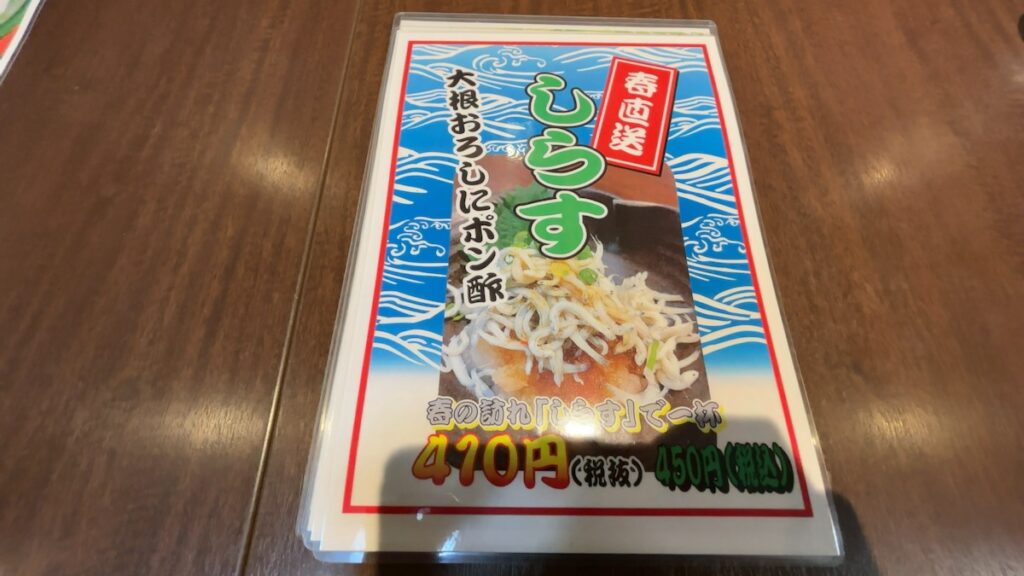 春直送
しらす
大根おろしにポン酢
春の訪れ「しらす」で一杯
410円(税抜) 450円(税込)